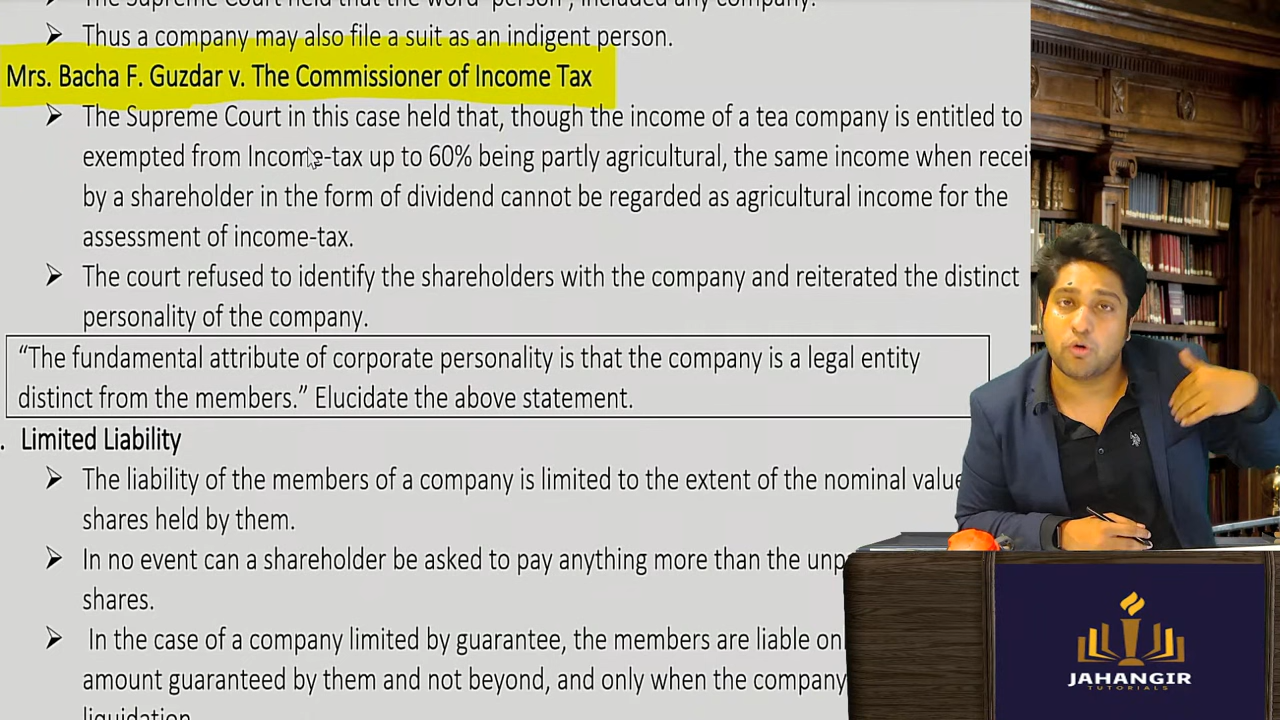 The Supreme Court held that the word "person", included any company.
Thus a company may also file a suit as an indigent person.
Mrs. Bacha F. Guzdar v. The Commissioner of Income Tax
The Supreme Court in this case held that, though the income of a tea company is entitled to
exempted from Income-tax up to 60% being partly agricultural, the same income when recei
by a shareholder in the form of dividend cannot be regarded as agricultural income for the
assessment of income-tax.
The court refused to identify the shareholders with the company and reiterated the distinct
personality of the company.
"The fundamental attribute of corporate personality is that the company is a legal entity
distinct from the members." Elucidate the above statement.
. Limited Liability
The liability of the members of a company is limited to the extent of the nominal value
shares held by them.
In no event can a shareholder be asked to pay anything more than the unp
shares.
In the case of a company limited by guarantee, the members are liable on
amount guaranteed by them and not beyond, and only when the company
liquidation
JAHANGIR
TUTORIALS